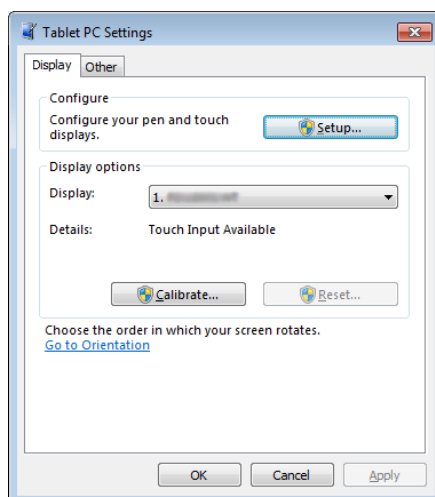 Tablet PC Settings
Display Other
Configure
Configure your pen and touch
displays.
Setup...
Display options
Display: 1.
Details: Touch Input Available
Calibrate... Reset...
Choose the order in which your screen rotates.
Go to Orientation
OK Cancel Apply